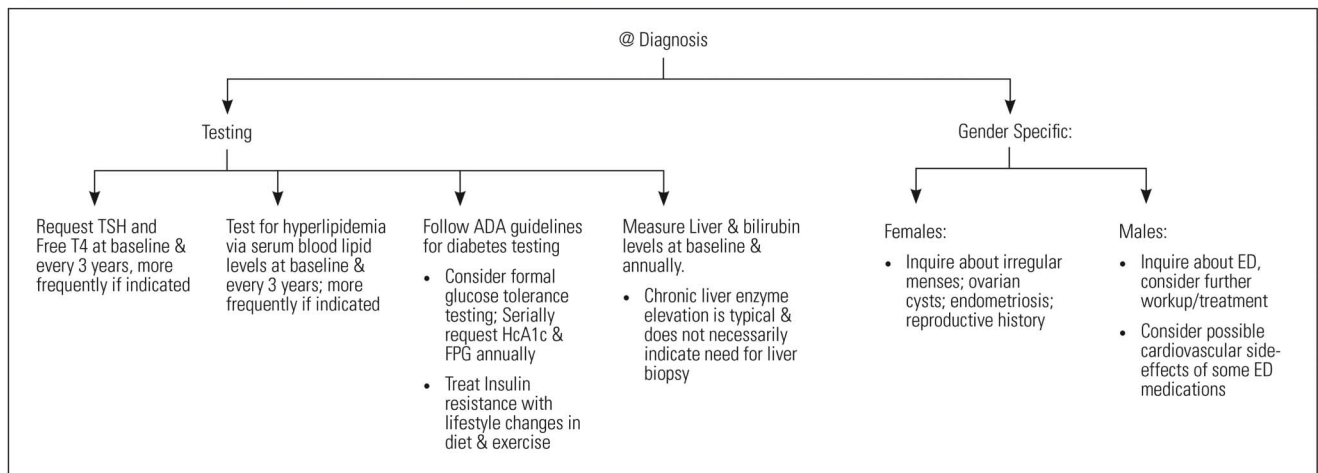 @ Diagnosis
Testing
Gender Specific:
Request TSH and
Free T4 at baseline &
every 3 years, more
frequently if indicated
Test for hyperlipidemia
via serum blood lipid
levels at baseline &
every 3 years; more
frequently if indicated
Follow ADA guidelines
for diabetes testing
• Consider formal
glucose tolerance
testing; Serially
request HcA1c &
FPG annually
• Treat Insulin
resistance with
lifestyle changes in
diet & exercise
Measure Liver & bilirubin
levels at baseline &
annually.
• Chronic liver enzyme
elevation is typical &
does not necessarily
indicate need for liver
biopsy
Females:
• Inquire about irregular
menses; ovarian
cysts; endometriosis;
reproductive history
Males:
• Inquire about ED,
consider further
workup/treatment
• Consider possible
cardiovascular side-
effects of some ED
medications